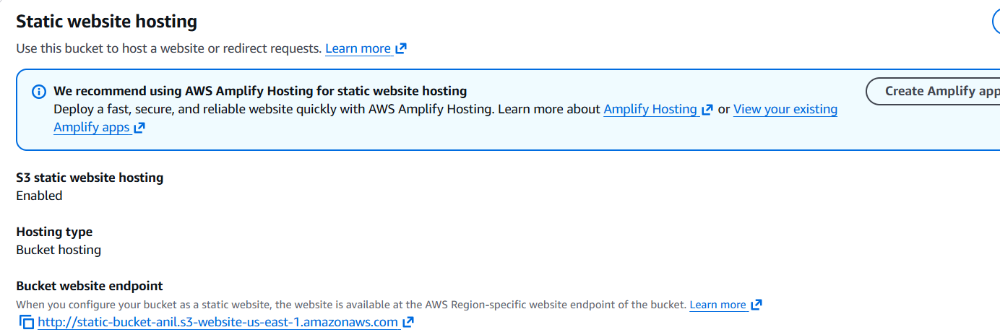 Static website hosting
Use this bucket to host a website or redirect requests. Learn more
We recommend using AWS Amplify Hosting for static website hosting
Create Amplify app
Deploy a fast, secure, and reliable website quickly with AWS Amplify Hosting. Learn more about Amplify Hosting or View your existing
Amplify apps
S3 static website hosting
Enabled
Hosting type
Bucket hosting
Bucket website endpoint
When you configure your bucket as a static website, the website is available at the AWS Region-specific website endpoint of the bucket. Learn more
http://static-bucket-anil.s3-website-us-east-1.amazonaws.com